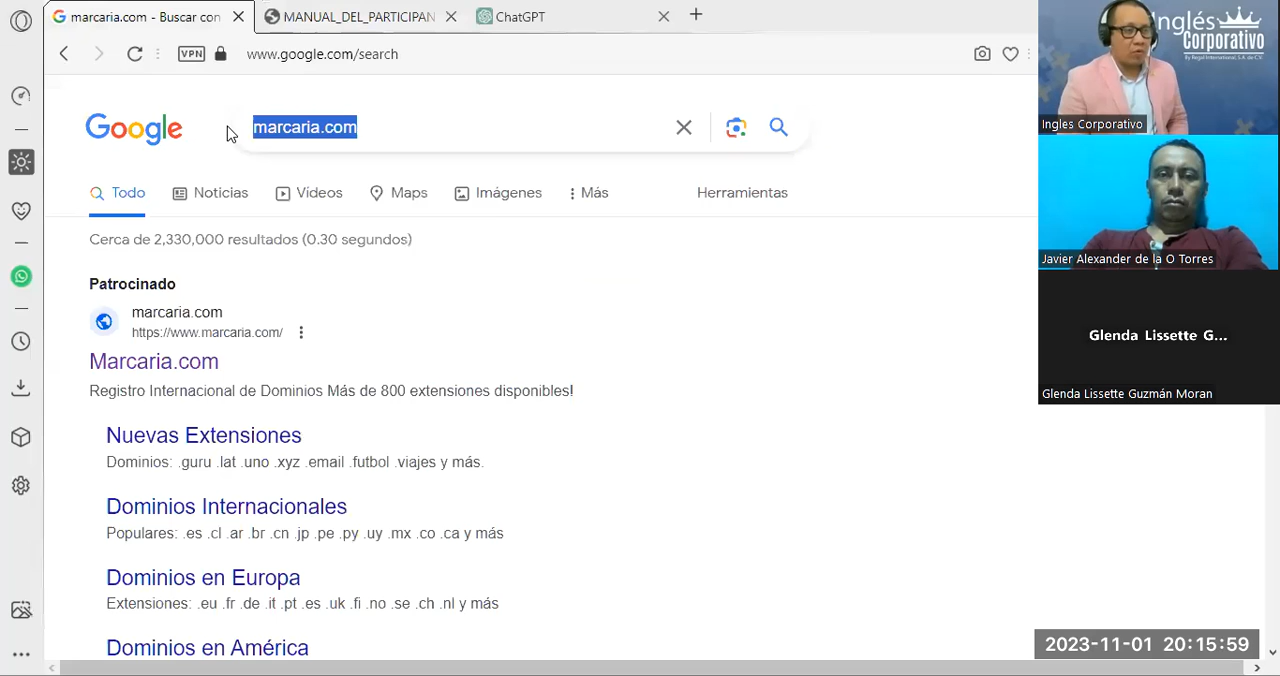 marcaria.com - Buscar con
MANUAL_DEL_PARTICIPAN
ChatGPT
VPN
www.google.com/search
Google
marcaria.com
Todo
Noticias
Vídeos
Maps
Imágenes
Más
Herramientas
Cerca de 2,330,000 resultados (0.30 segundos)
Patrocinado
marcaria.com
https://www.marcaria.com/
Marcaria.com
Registro Internacional de Dominios Más de 800 extensiones disponibles!
Nuevas Extensiones
Dominios: .guru .lat .uno .xyz .email .futbol .viajes y más.
Dominios Internacionales
Populares: .es .cl .ar .br .cn .jp .pe .py .uy .mx .co .ca y más
Dominios en Europa
Extensiones: .eu .fr .de .it .pt .es .uk .fi .no .se .ch .nl y más
Dominios en América
Inglés
Corporativo
By Regal International, S.A. de C.V.
Ingles Corporativo
Javier Alexander de la O Torres
Glenda Lissette G...
Glenda Lissette Guzmán Moran
2023-11-01 20:15:59